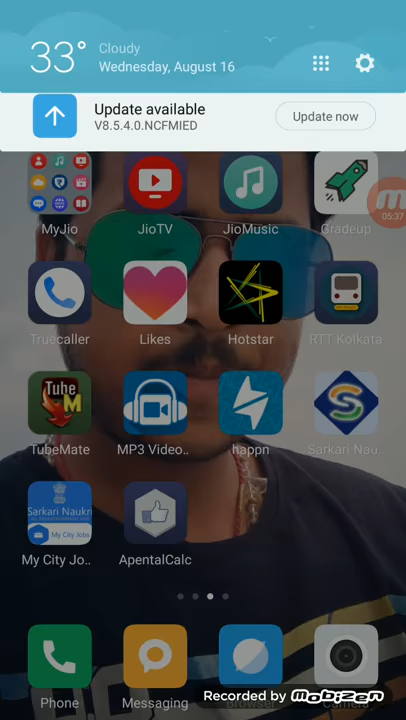 33° Cloudy
Wednesday, August 16
Update available
V8.5.4.0.NCFMIED
Update now
MyJio JioTV JioMusic Gradeup
05:37
Truecaller Likes Hotstar RTT Kolkata
Tube
M
TubeMate MP3 Video.. happn Sarkari Nau..
Sarkari Naukri
My City Jobs
My City Jo.. ApentalCalc
Phone Messaging Browser Camera
Recorded by mobizen